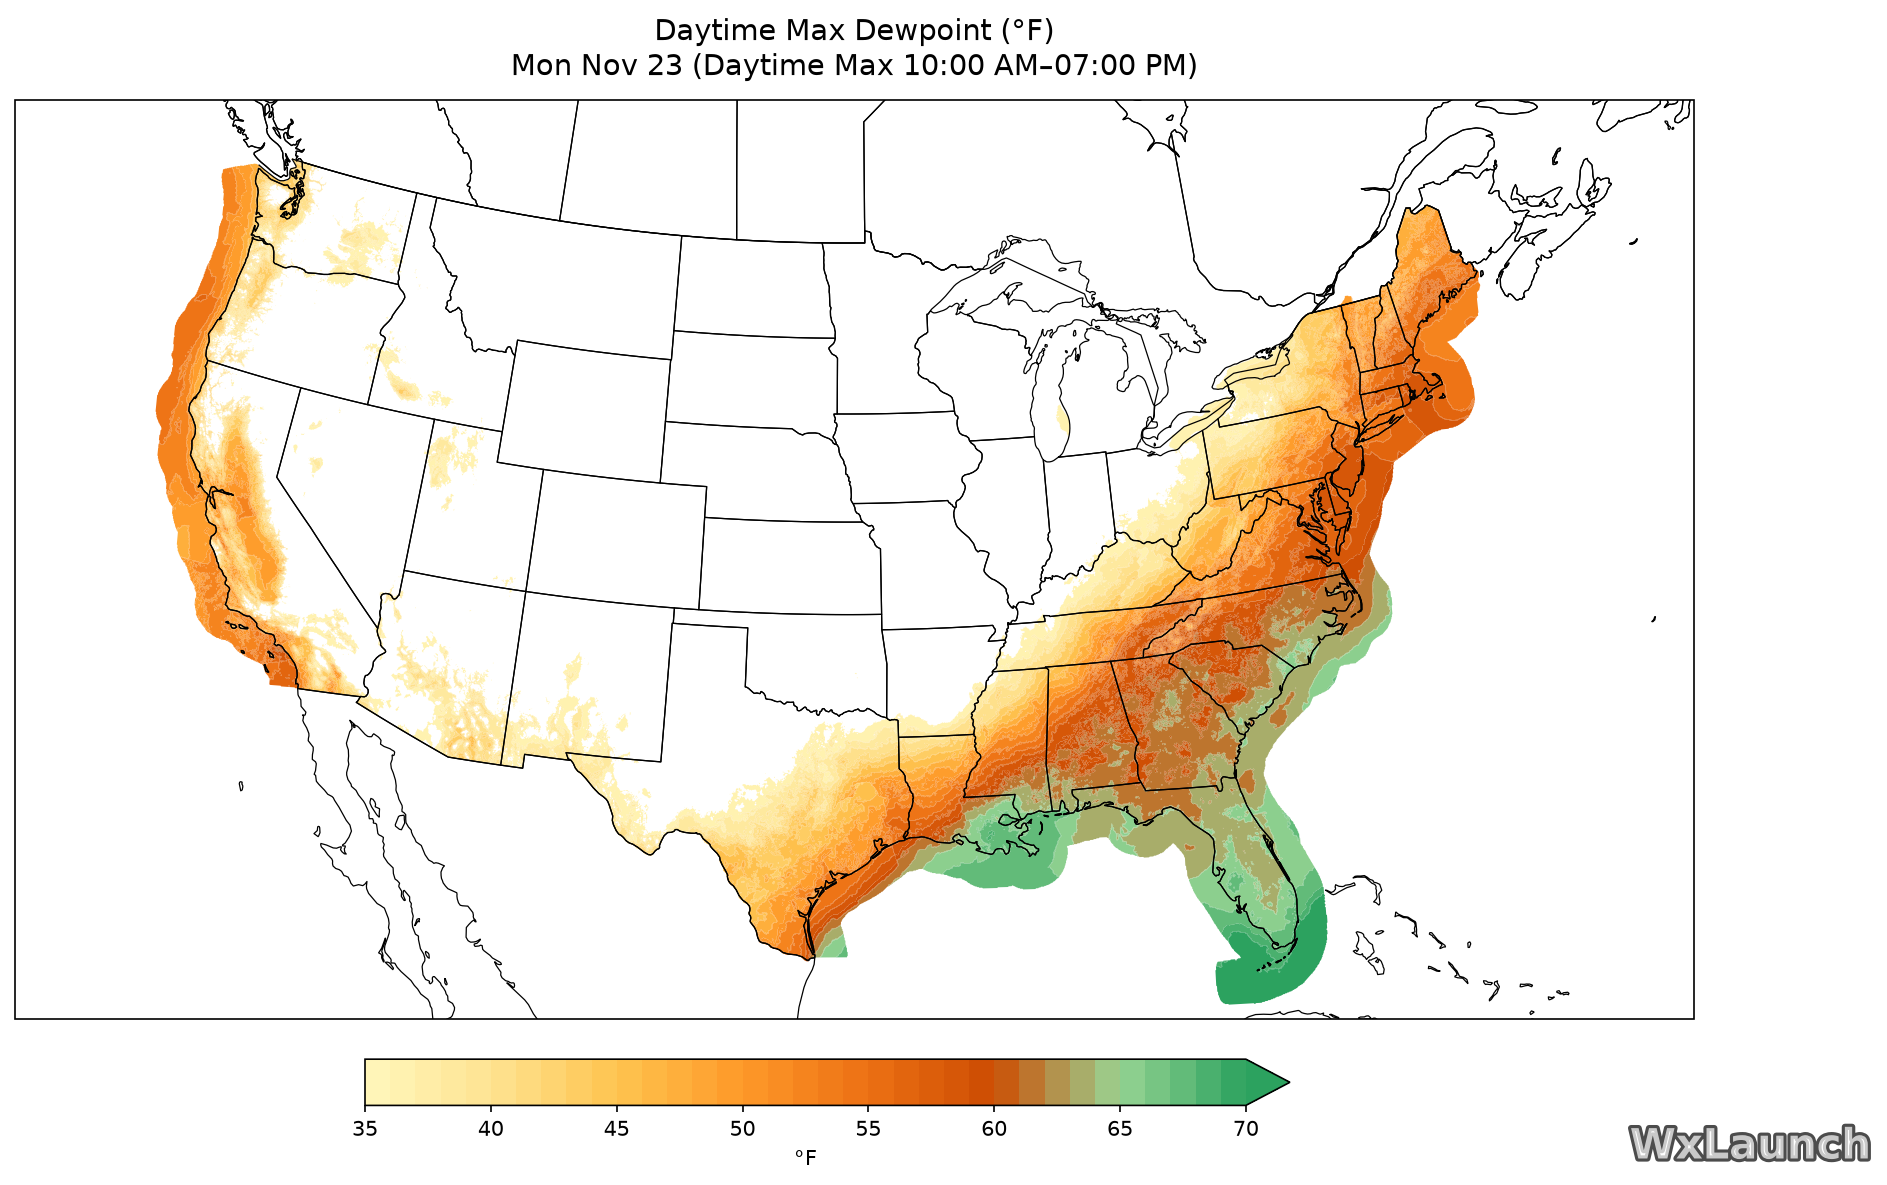 Daytime Max Dewpoint (°F)
Mon Nov 23 (Daytime Max 10:00 AM–07:00 PM)
35 40 45 50 55 60 65 70
°F
WxLaunch